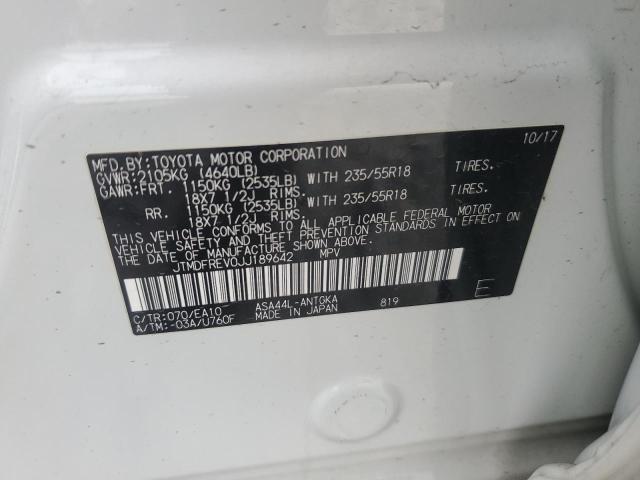 MFD.BY:TOYOTA MOTOR CORPORATION 10/17
GVWR:2105KG (4640LB)
GAWR:FRT. 1150KG (2535LB) WITH 235/55R18 TIRES.
18X7 1/2J RIMS.
RR. 1150KG (2535LB) WITH 235/55R18 TIRES.
18X7 1/2J RIMS.
THIS VEHICLE CONFORMS TO ALL APPLICABLE FEDERAL MOTOR
VEHICLE SAFETY AND THEFT PREVENTION STANDARDS IN EFFECT ON
THE DATE OF MANUFACTURE SHOWN ABOVE.
JTMDFREV0JJ189642 MPV
C/TR:070/EA10 ASA44L-ANTGKA 819 E
A/TM:-03A/U760F MADE IN JAPAN